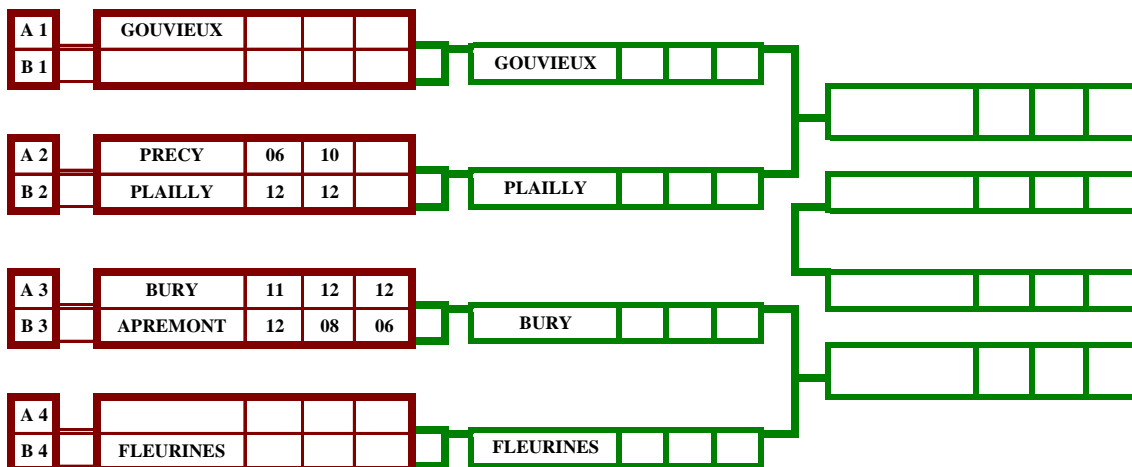 A 1 GOUVIEUX
B 1
GOUVIEUX
A 2 PRECY 06 10
B 2 PLAILLY 12 12
PLAILLY
A 3 BURY 11 12 12
B 3 APREMONT 12 08 06
BURY
A 4
B 4 FLEURINES
FLEURINES